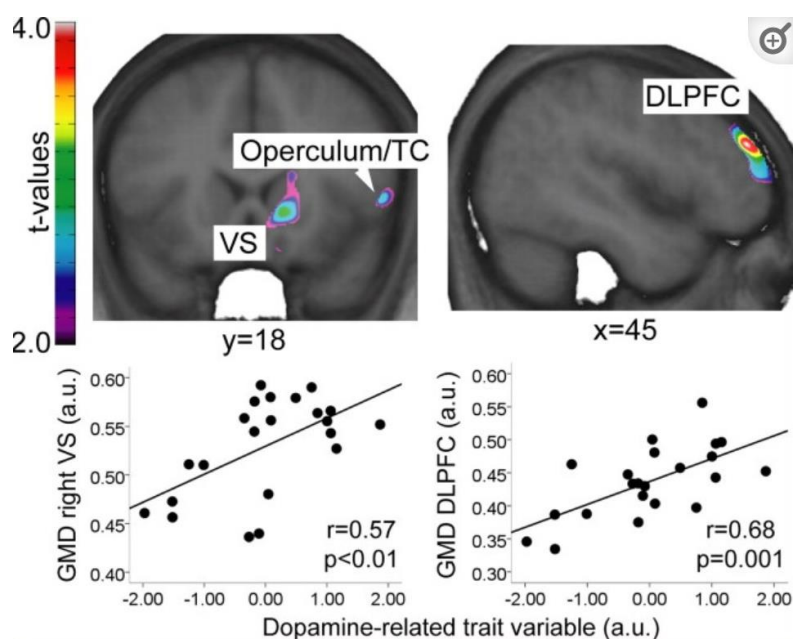 4.0
t-values
2.0
Operculum/TC
VS
y=18
DLPFC
x=45
GMD right VS (a.u.)
0.60
0.55
0.50
0.45
0.40
r=0.57
p<0.01
-2.00 -1.00 0.00 1.00 2.00
GMD DLPFC (a.u.)
0.60
0.55
0.50
0.45
0.40
0.35
0.30
r=0.68
p=0.001
-2.00 -1.00 0.00 1.00 2.00
Dopamine-related trait variable (a.u.)